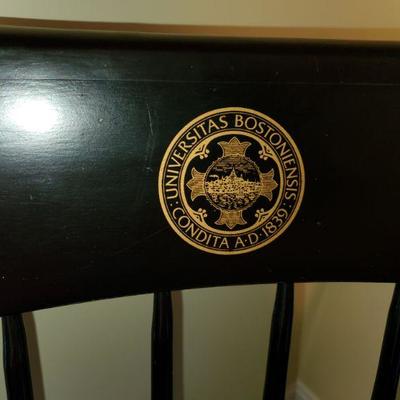 · UNIVERSITAS BOSTONIENSIS ·
CONDITA A·D·1839